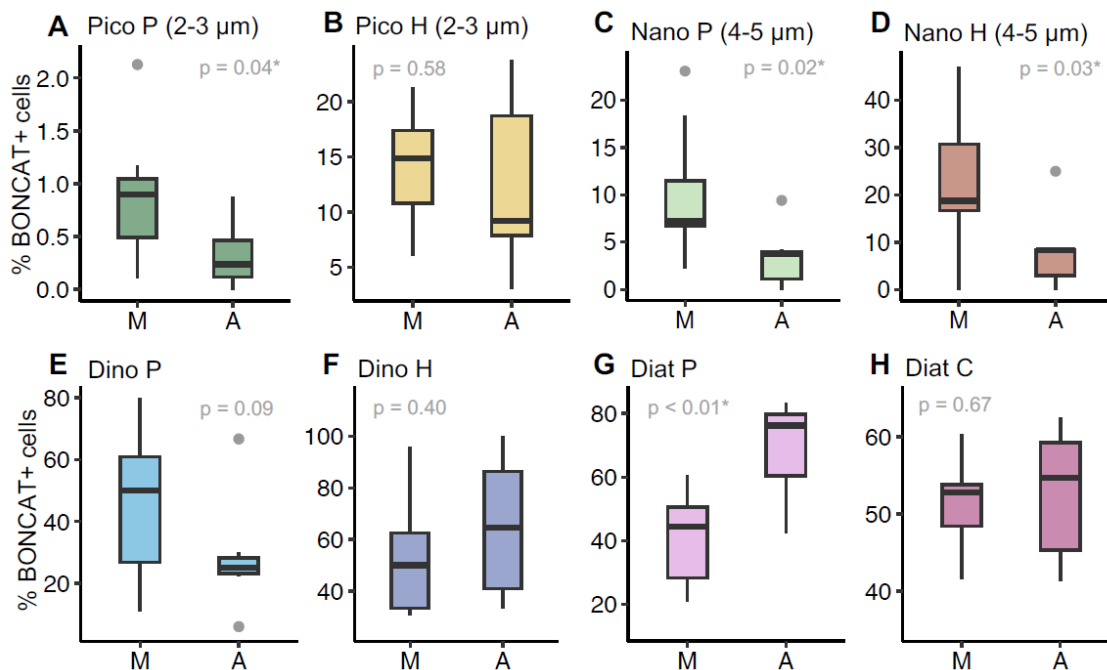 A Pico P (2-3 µm)
% BONCAT+ cells
2.0
1.5
1.0
0.5
0.0
p = 0.04*
M A
B Pico H (2-3 µm)
20
15
10
5
p = 0.58
M A
C Nano P (4-5 µm)
20
15
10
5
0
p = 0.02*
M A
D Nano H (4-5 µm)
40
30
20
10
0
p = 0.03*
M A
E Dino P
% BONCAT+ cells
80
60
40
20
p = 0.09
M A
F Dino H
100
80
60
40
p = 0.40
M A
G Diat P
80
60
40
20
p < 0.01*
M A
H Diat C
60
50
40
p = 0.67
M A